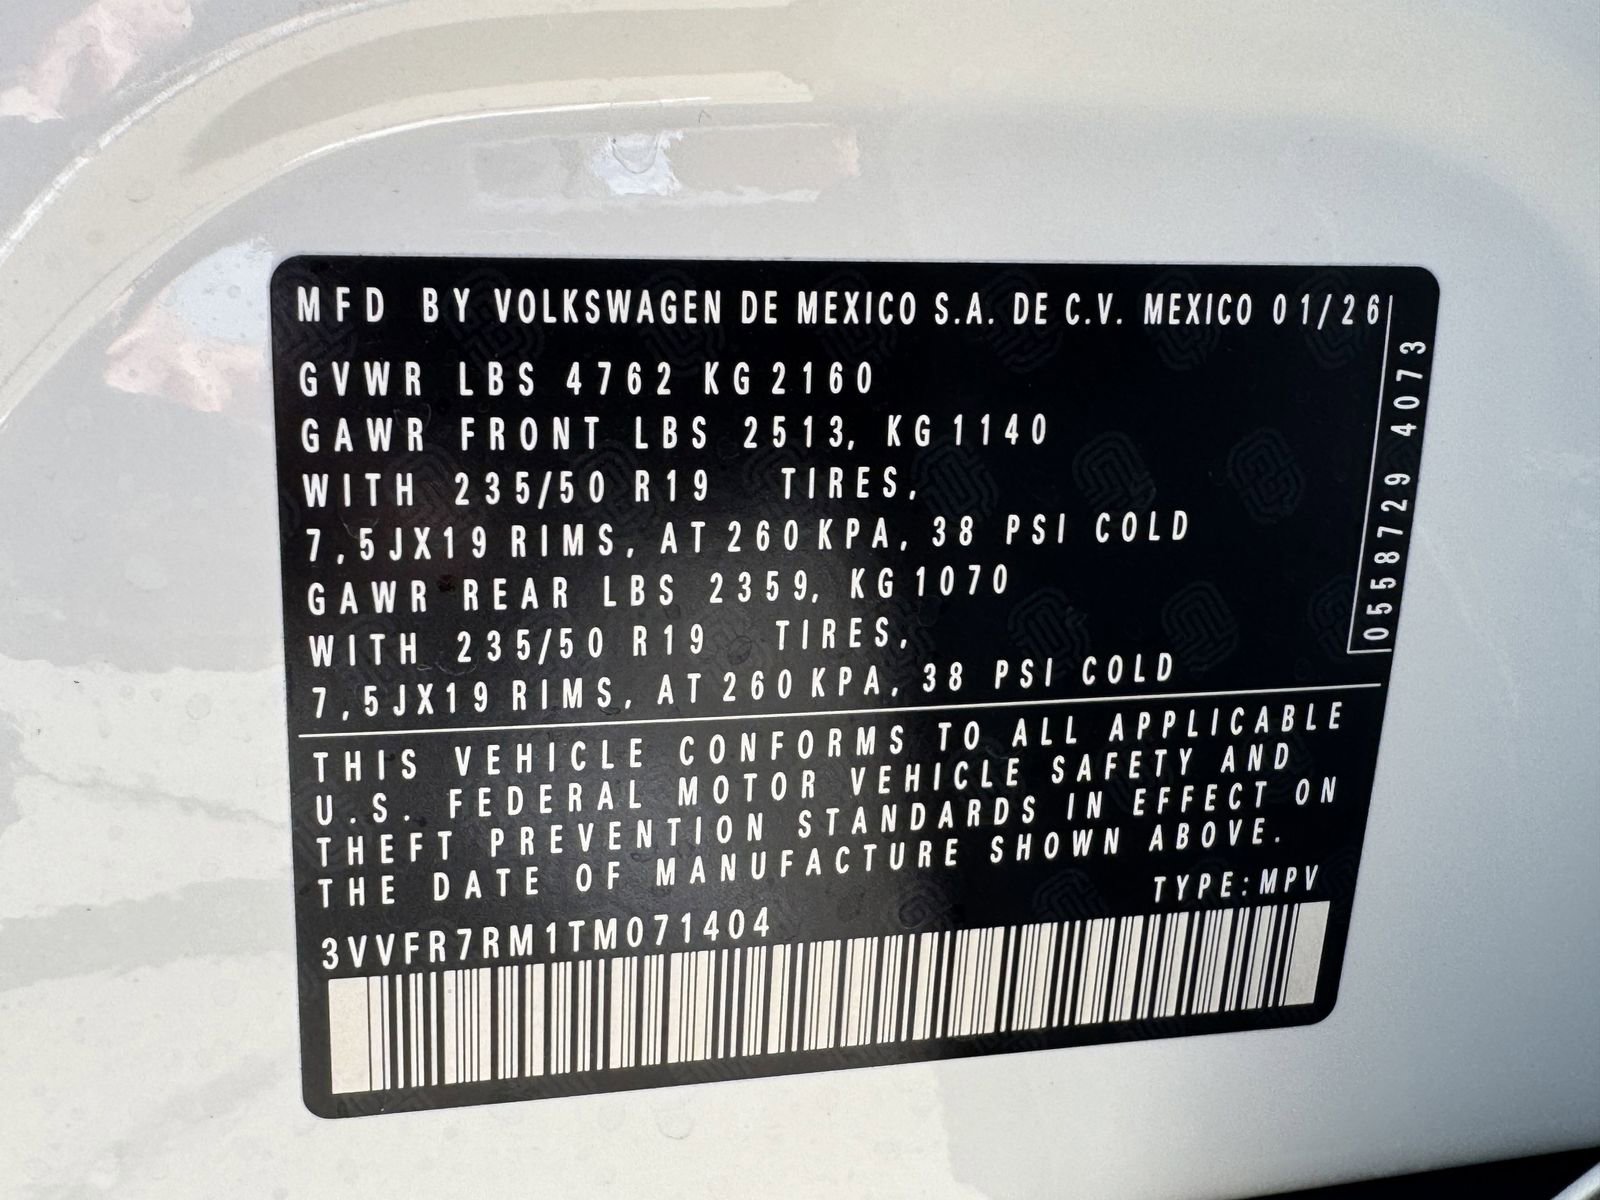 MFD BY VOLKSWAGEN DE MEXICO S.A. DE C.V. MEXICO 01/26
GVWR LBS 4762 KG 2160
GAWR FRONT LBS 2513, KG 1140
WITH 235/50 R19 TIRES,
7,5JX19 RIMS, AT 260 KPA, 38 PSI COLD
GAWR REAR LBS 2359, KG 1070
WITH 235/50 R19 TIRES,
7,5JX19 RIMS, AT 260 KPA, 38 PSI COLD
0558729 4073
THIS VEHICLE CONFORMS TO ALL APPLICABLE
U.S. FEDERAL MOTOR VEHICLE SAFETY AND
THEFT PREVENTION STANDARDS IN EFFECT ON
THE DATE OF MANUFACTURE SHOWN ABOVE.
TYPE:MPV
3VVFR7RM1TM071404